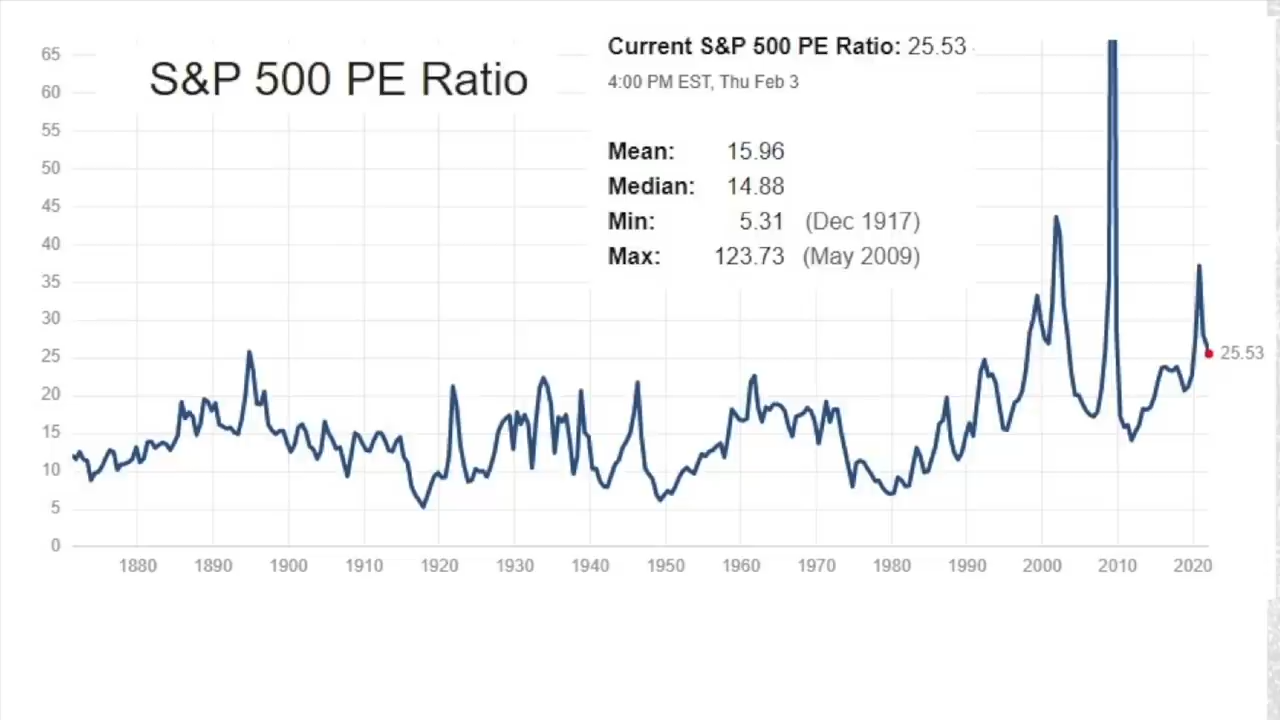 S&P 500 PE Ratio
Current S&P 500 PE Ratio: 25.53
4:00 PM EST, Thu Feb 3
Mean: 15.96
Median: 14.88
Min: 5.31 (Dec 1917)
Max: 123.73 (May 2009)
65
60
55
50
45
40
35
30
25
20
15
10
5
0
25.53
1880 1890 1900 1910 1920 1930 1940 1950 1960 1970 1980 1990 2000 2010 2020